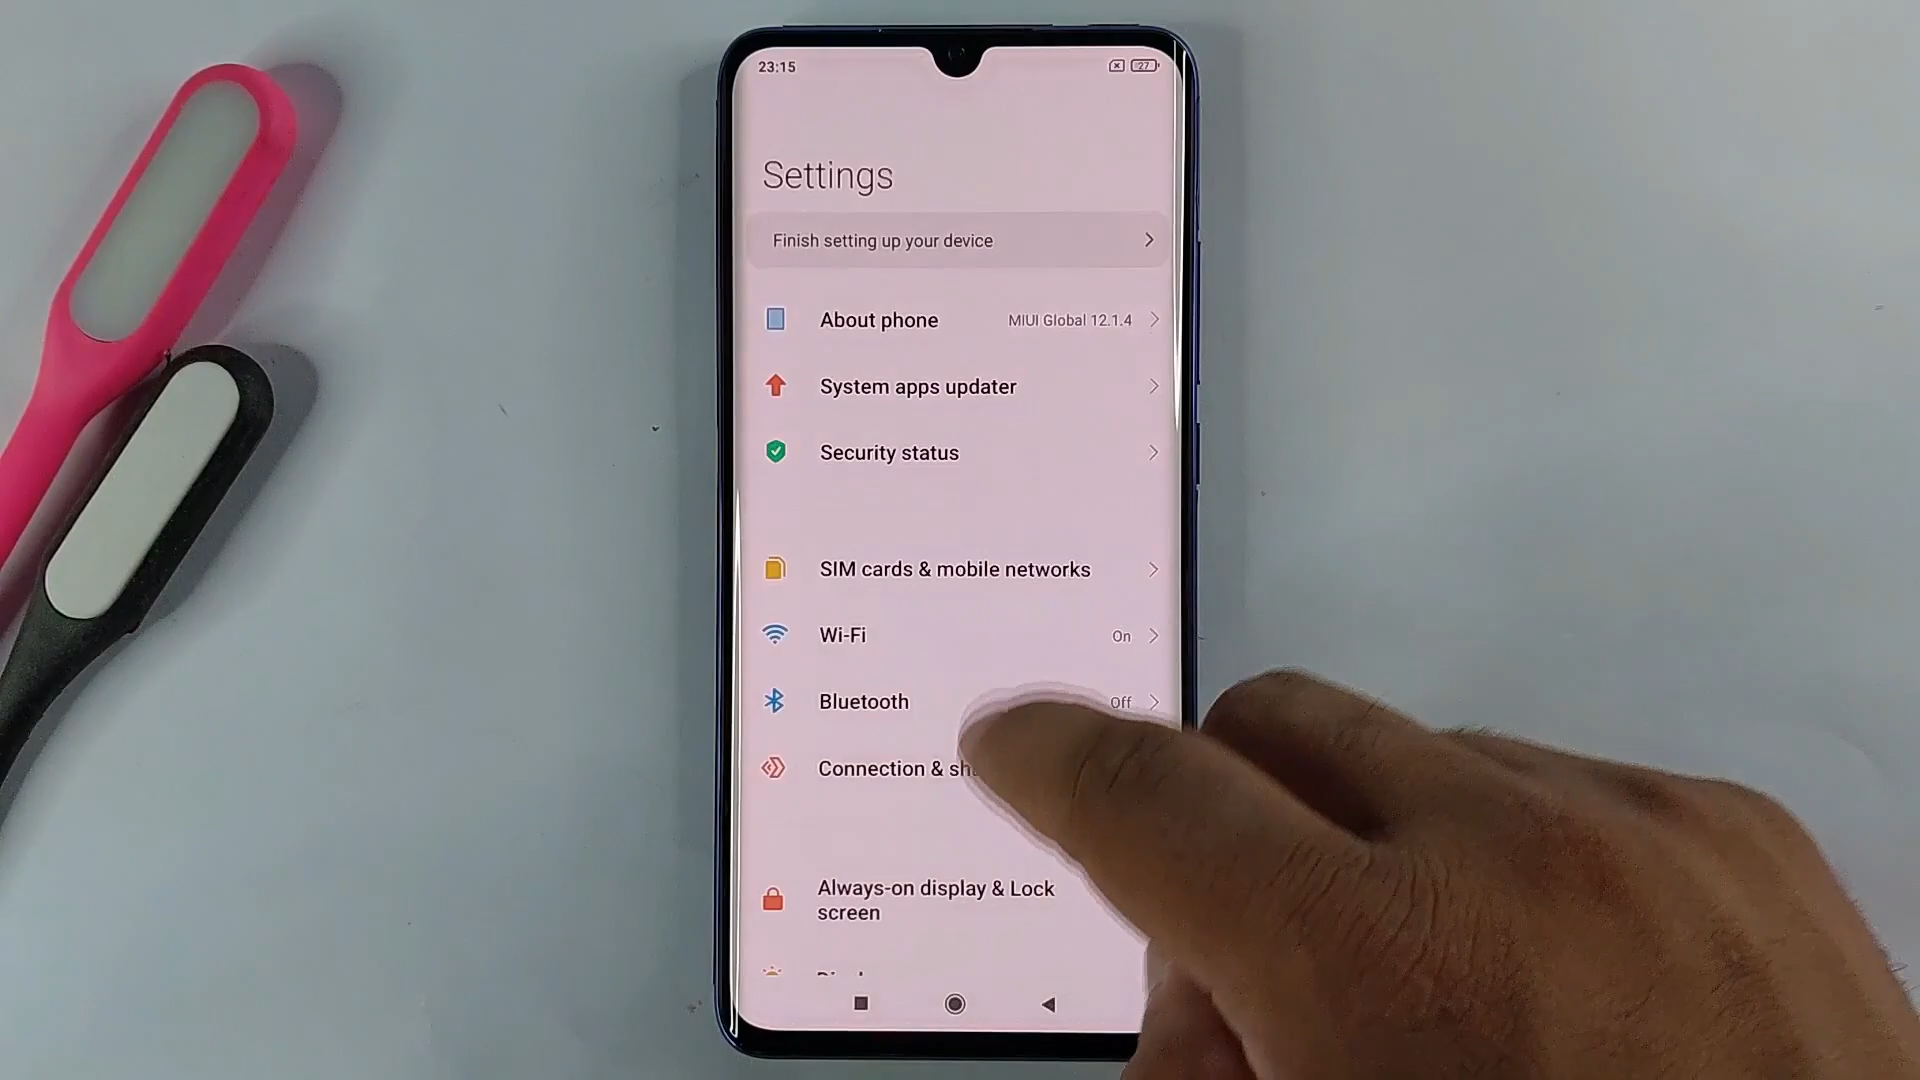 23:15
27
Settings
Finish setting up your device
About phone MIUI Global 12.1.4
System apps updater
Security status
SIM cards & mobile networks
Wi-Fi On
Bluetooth Off
Connection &
Always-on display & Lock
screen